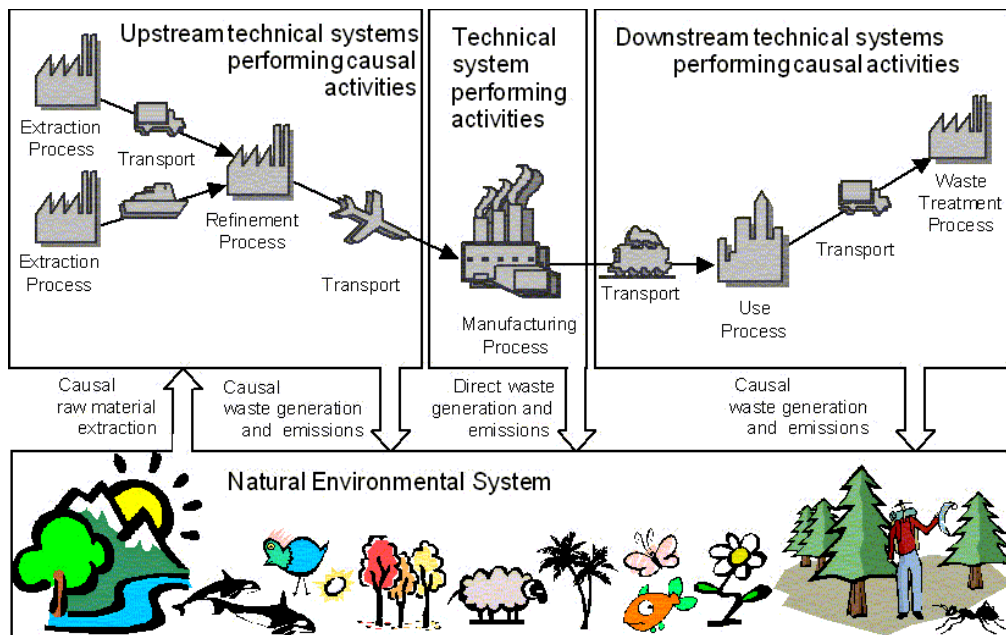 Upstream technical systems
performing causal
activities
Extraction
Process
Transport
Extraction
Process
Refinement
Process
Transport
Technical
system
performing
activities
Manufacturing
Process
Downstream technical systems
performing causal activities
Transport
Use
Process
Transport
Waste
Treatment
Process
Causal
raw material
extraction
Causal
waste generation
and emissions
Direct waste
generation and
emissions
Causal
waste generation
and emissions
Natural Environmental System